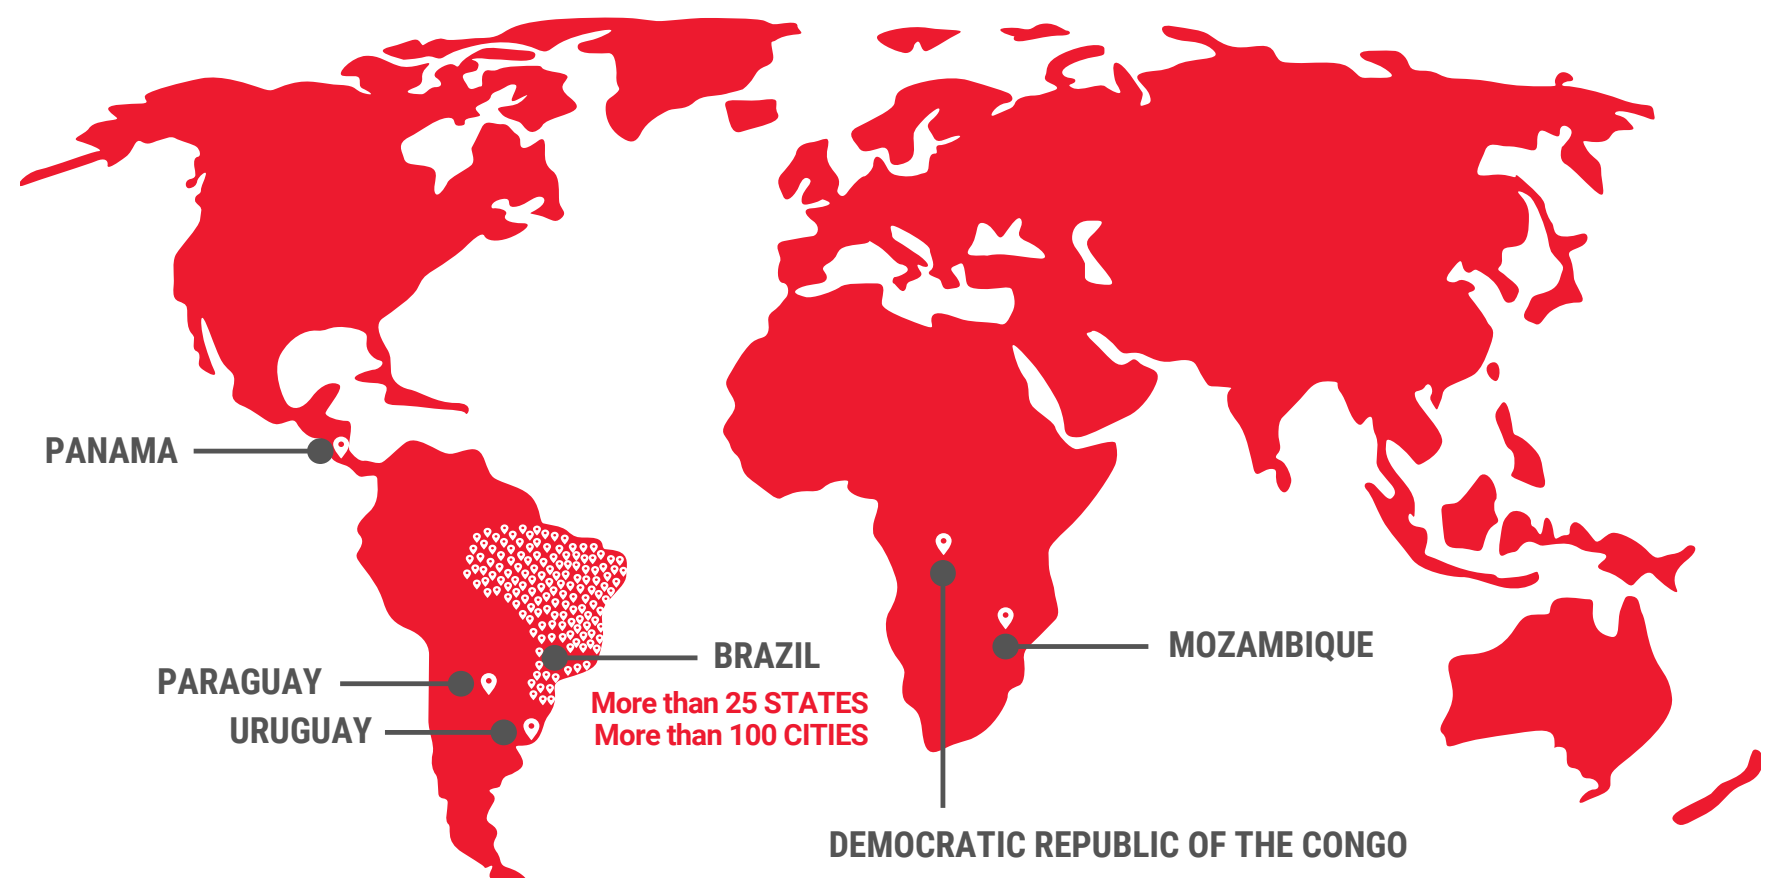 PANAMA
BRAZIL
MOZAMBIQUE
PARAGUAY
More than 25 STATES
URUGUAY
More than 100 CITIES
DEMOCRATIC REPUBLIC OF THE CONGO